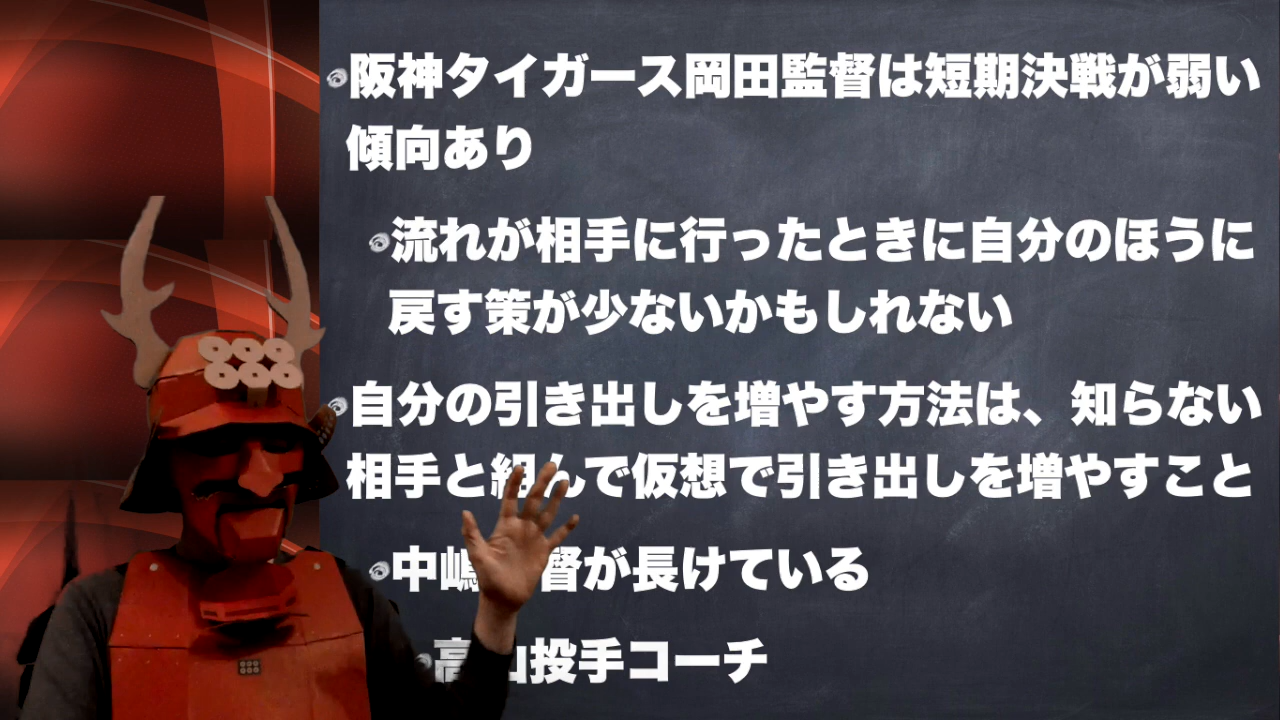 阪神タイガース岡田監督は短期決戦が弱い
傾向あり
流れが相手に行ったときに自分のほうに
戻す策が少ないかもしれない
自分の引き出しを増やす方法は、知らない
相手と組んで仮想で引き出しを増やすこと
中嶋監督が長けている
投手コーチ